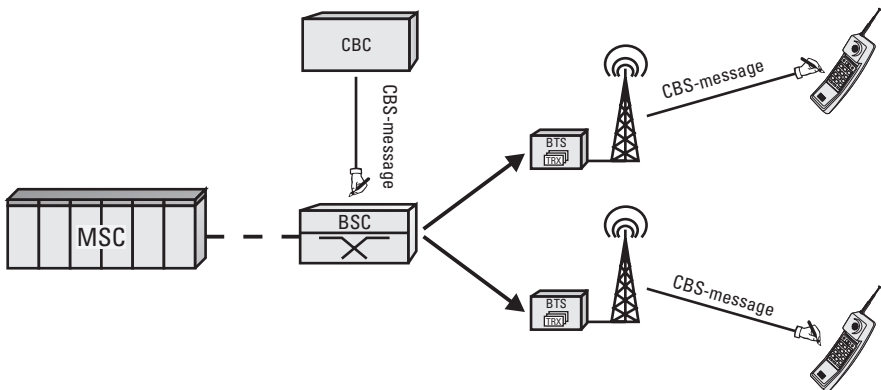 CBC
CBS-message
CBS-message
BTS
TRX
MSC
BSC
CBS-message
BTS
TRX